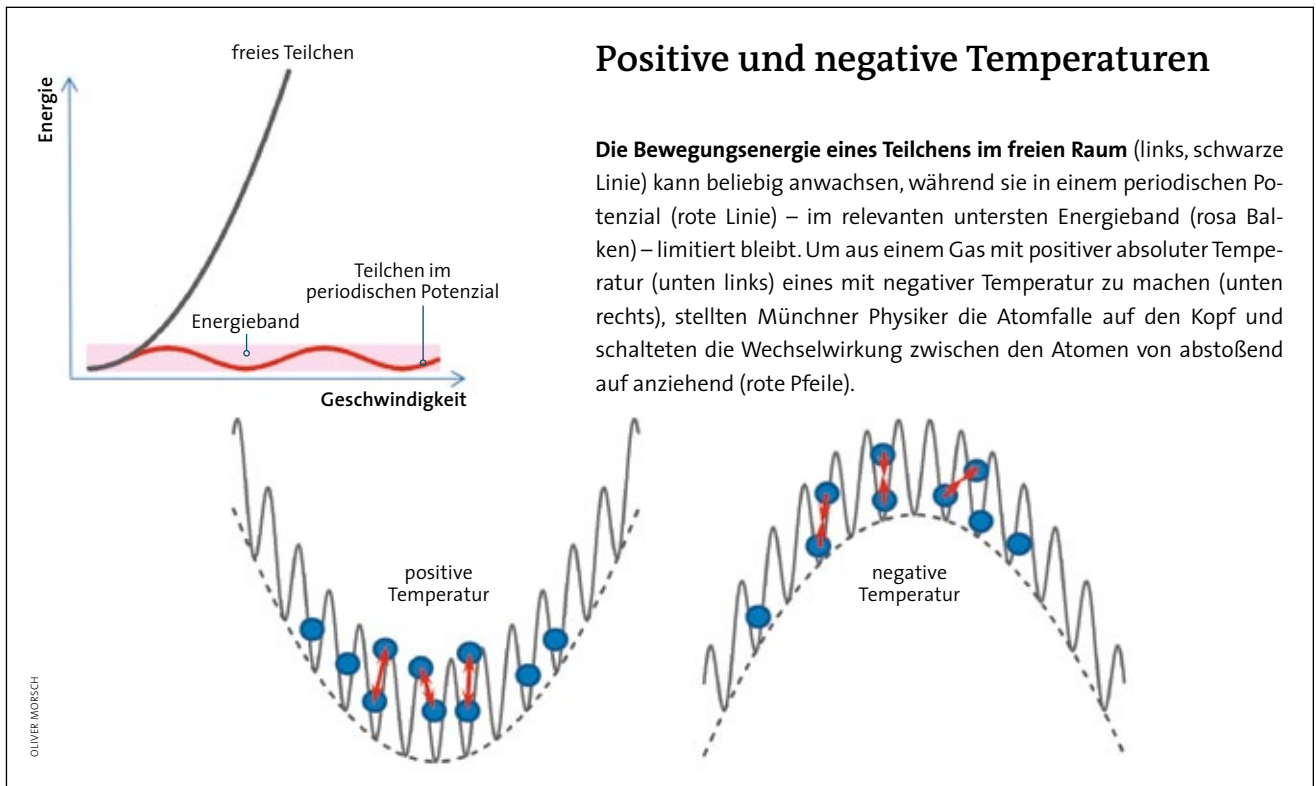 Positive und negative Temperaturen
Die Bewegungsenergie eines Teilchens im freien Raum (links, schwarze
Linie) kann beliebig anwachsen, während sie in einem periodischen Po-
tenzial (rote Linie) – im relevanten untersten Energieband (rosa Bal-
ken) – limitiert bleibt. Um aus einem Gas mit positiver absoluter Tempe-
ratur (unten links) eines mit negativer Temperatur zu machen (unten
rechts), stellten Münchner Physiker die Atomfalle auf den Kopf und
schalteten die Wechselwirkung zwischen den Atomen von abstoßend
auf anziehend (rote Pfeile).
freies Teilchen
Energie
Teilchen im
periodischen Potenzial
Energieband
Geschwindigkeit
positive
Temperatur
negative
Temperatur
OLIVER MORSCH